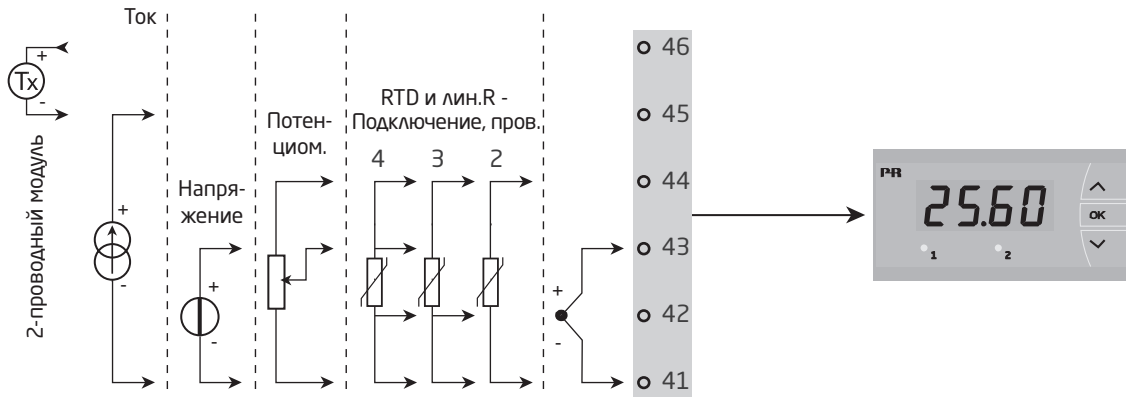 Ток
46
+
Tx
-
45
2-проводный модуль
RTD и лин.R -
Подключение, пров.
4
3
2
Потен-
циом.
44
Напря-
жение
+
-
43
+
-
+
-
42
41
PR
25.60
OK
1
2